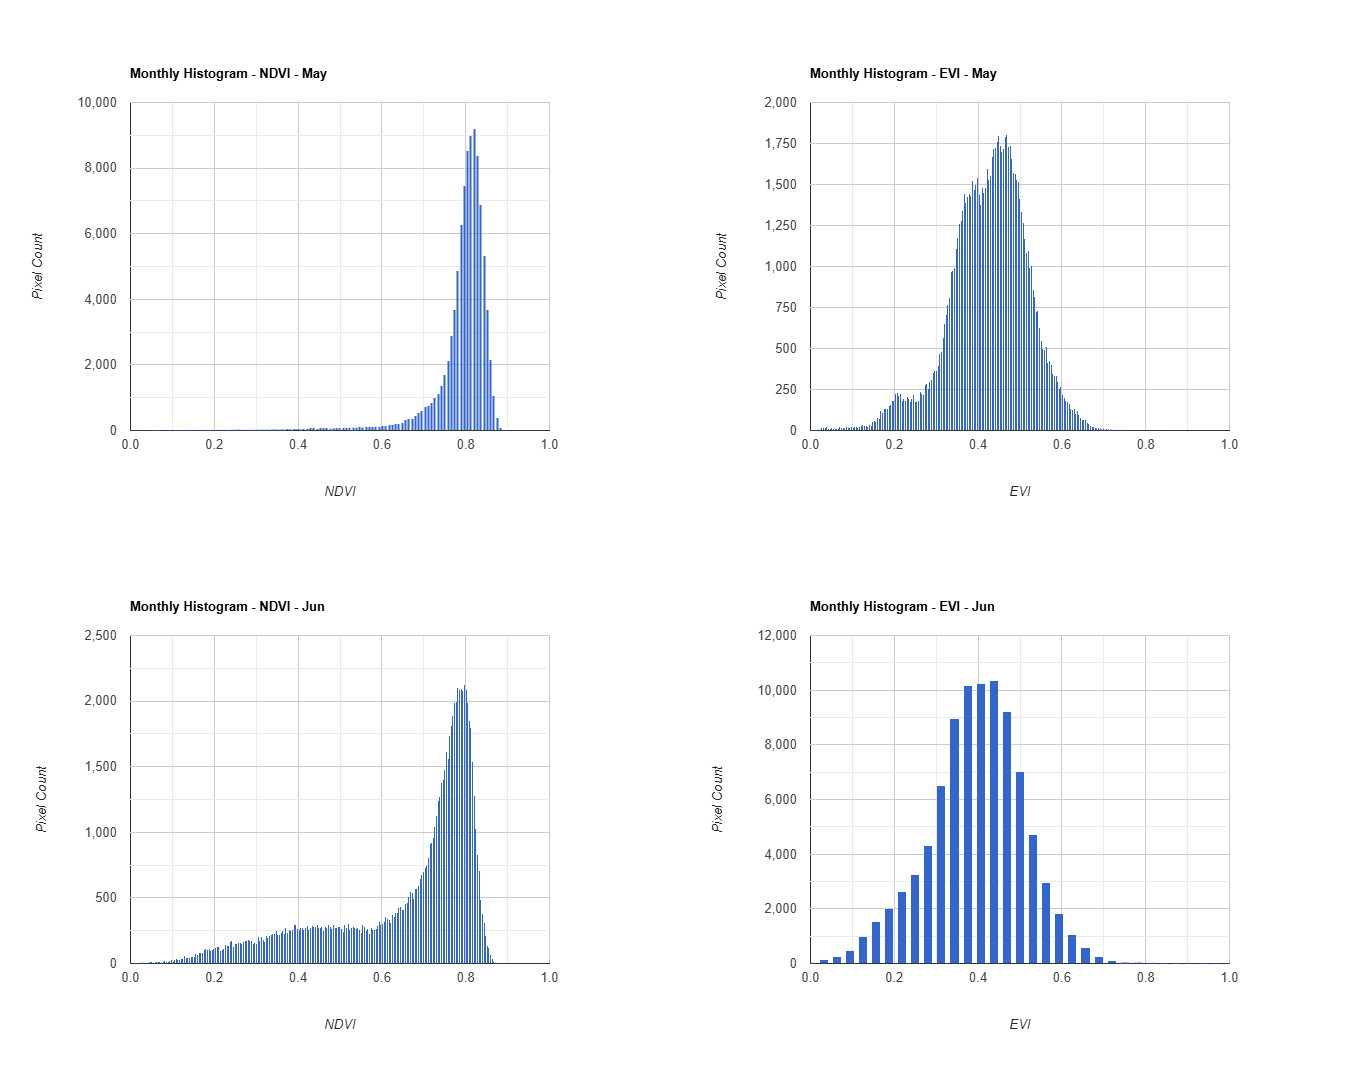 Monthly Histogram - NDVI - May
10,000
8,000
6,000
4,000
2,000
0
Pixel Count
0.0 0.2 0.4 0.6 0.8 1.0
NDVI
Monthly Histogram - EVI - May
2,000
1,750
1,500
1,250
1,000
750
500
250
0
Pixel Count
0.0 0.2 0.4 0.6 0.8 1.0
EVI
Monthly Histogram - NDVI - Jun
2,500
2,000
1,500
1,000
500
0
Pixel Count
0.0 0.2 0.4 0.6 0.8 1.0
NDVI
Monthly Histogram - EVI - Jun
12,000
10,000
8,000
6,000
4,000
2,000
0
Pixel Count
0.0 0.2 0.4 0.6 0.8 1.0
EVI